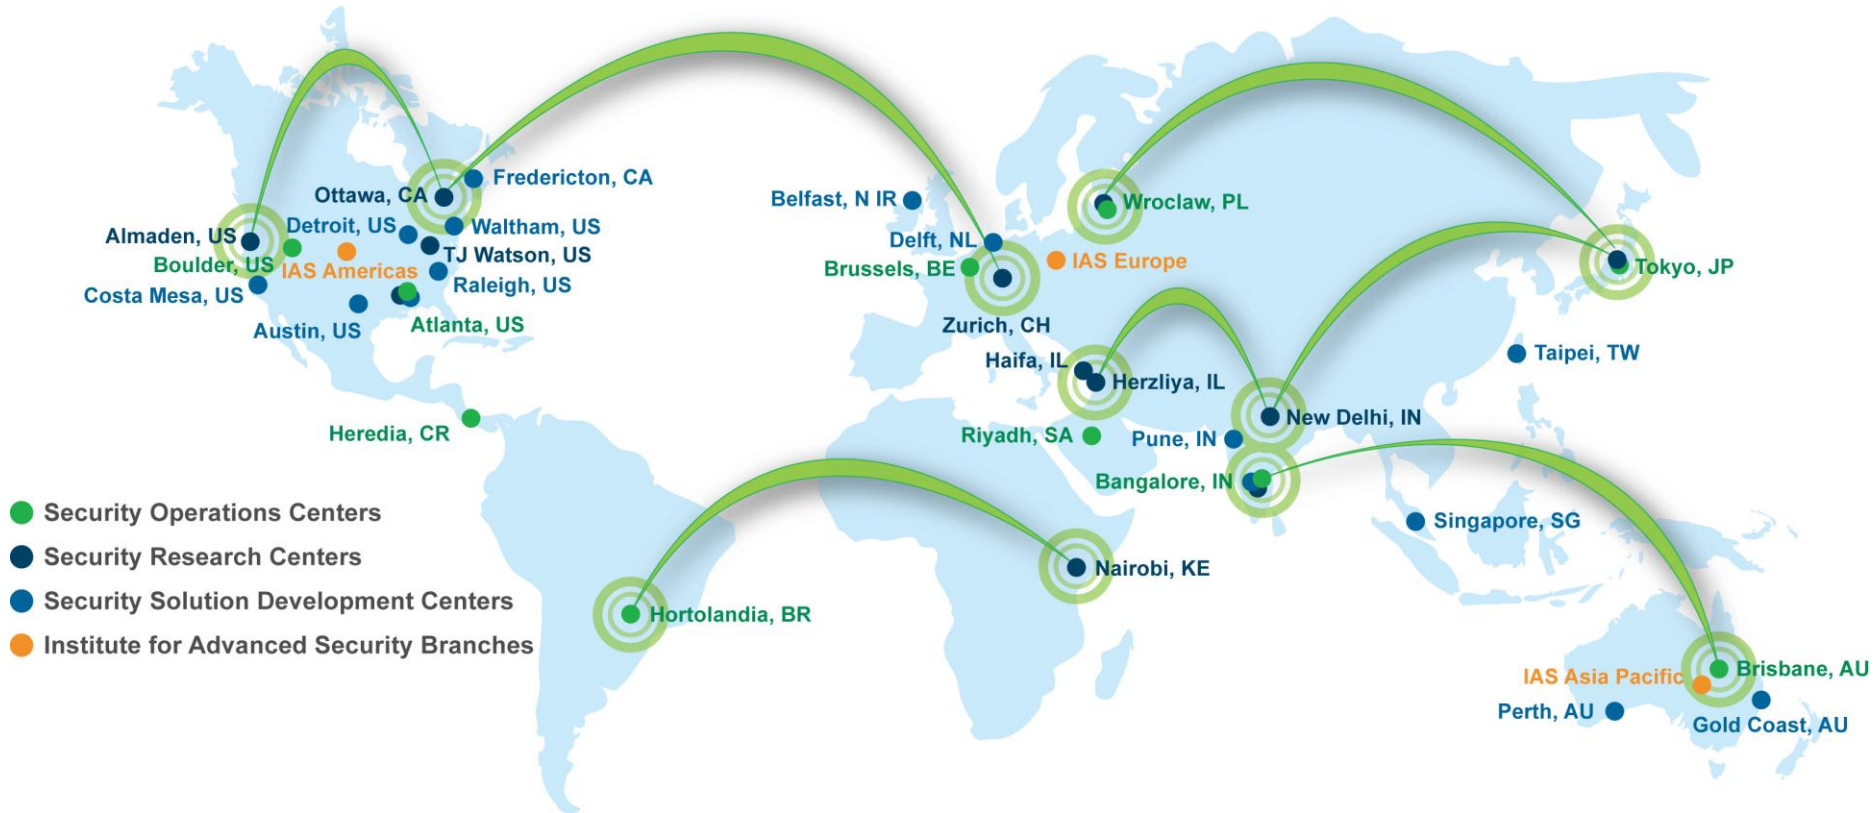 Ottawa, CA
Fredericton, CA
Almaden, US
Detroit, US
Waltham, US
Boulder, US
IAS Americas
TJ Watson, US
Costa Mesa, US
Raleigh, US
Austin, US
Atlanta, US
Heredia, CR
Belfast, N IR
Delft, NL
Brussels, BE
IAS Europe
Wroclaw, PL
Zurich, CH
Haifa, IL
Herzliya, IL
Riyadh, SA
Pune, IN
New Delhi, IN
Bangalore, IN
Tokyo, JP
Taipei, TW
Singapore, SG
Nairobi, KE
Hortolandia, BR
IAS Asia Pacific
Brisbane, AU
Perth, AU
Gold Coast, AU
Security Operations Centers
Security Research Centers
Security Solution Development Centers
Institute for Advanced Security Branches